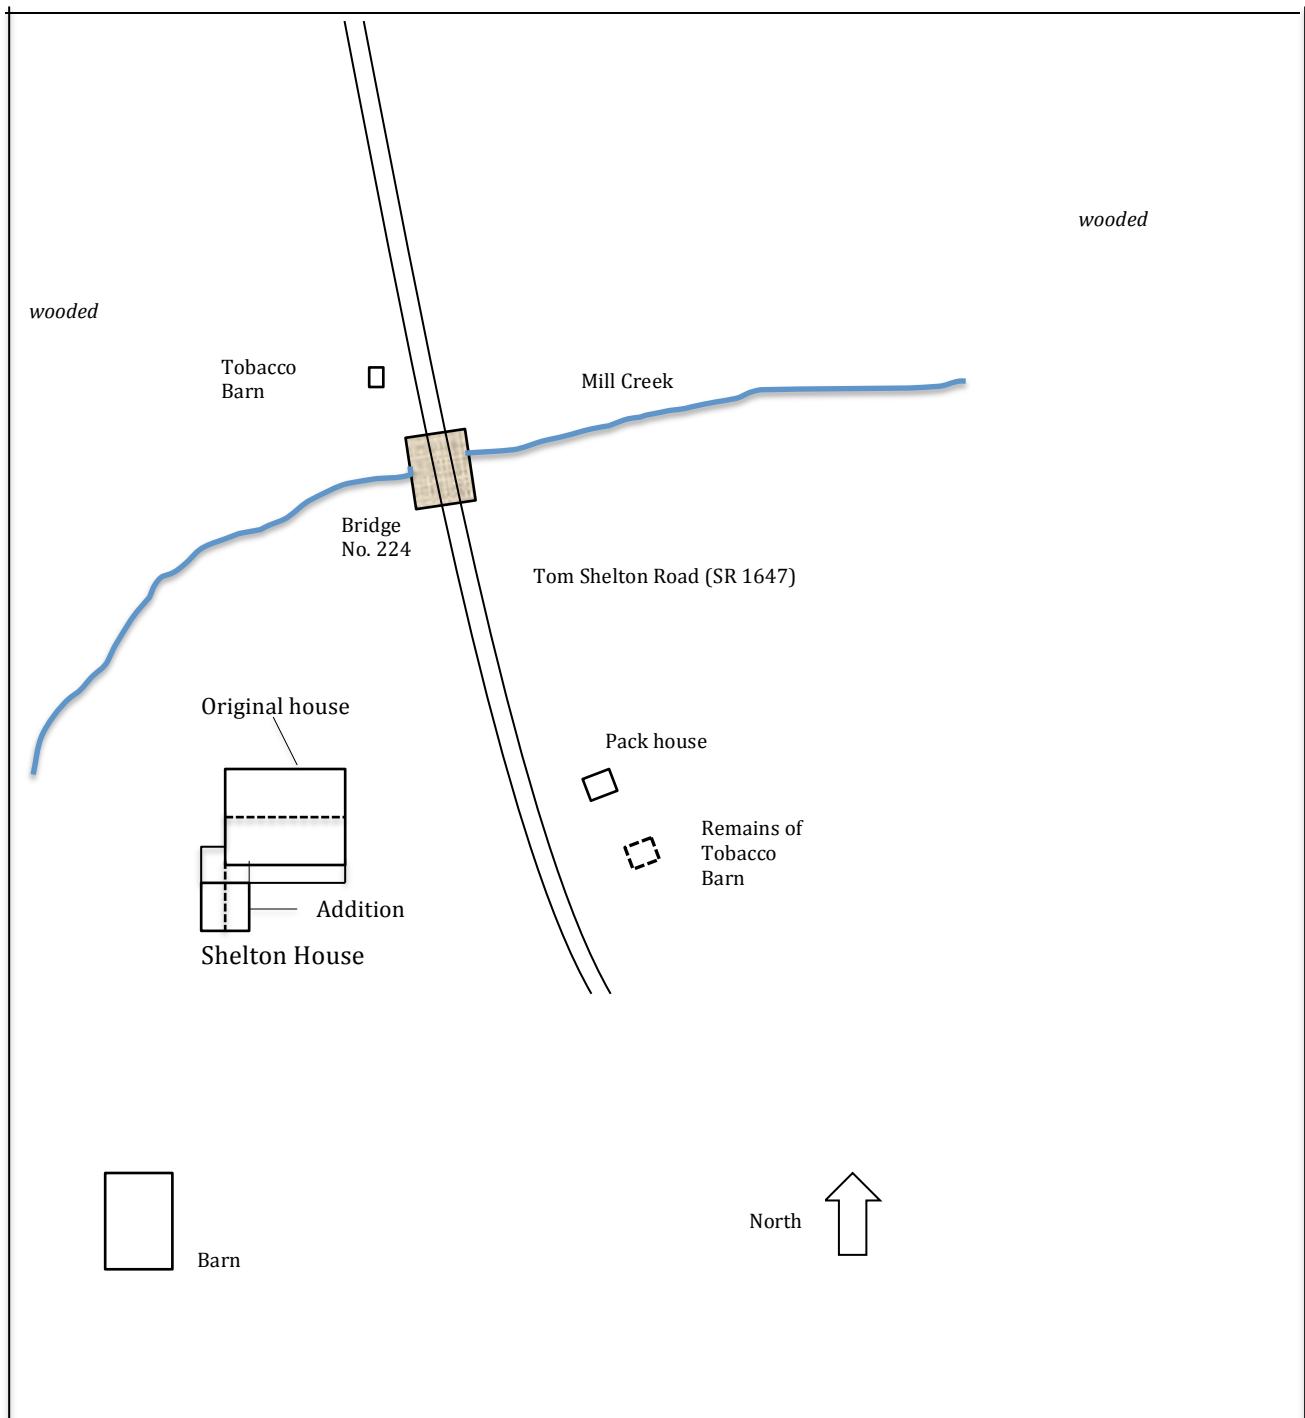 wooded
wooded
Tobacco
Barn
Mill Creek
Bridge
No. 224
Tom Shelton Road (SR 1647)
Original house
Pack house
Remains of
Tobacco
Barn
Addition
Shelton House
North
Barn